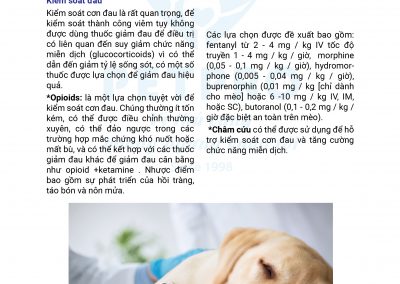 Kiểm soát đau
Kiểm soát cơn đau là rất quan trọng, để
kiểm soát thành công viêm tụy không
được dùng thuốc giảm đau để điều trị
có liên quan đến suy giảm chức năng
miễn dịch (glucocorticoids) vì có thể
dẫn đến giảm tỷ lệ sống sót, có một số
thuốc được lựa chọn để giảm đau hiệu
quả.
*Opioids: là một lựa chọn tuyệt vời để
kiểm soát cơn đau. Chúng thường ít tốn
kém, có thể được điều chỉnh thường
xuyên, có thể đảo ngược trong các
trường hợp mắc chứng khó nuốt hoặc
mất bù, và có thể kết hợp với các thuốc
giảm đau khác để giảm đau cân bằng
như opioid +ketamine . Nhược điểm
bao gồm sự phát triển của hồi tràng,
táo bón và nôn mửa.
Các lựa chọn được đề xuất bao gồm:
fentanyl từ 2 - 4 mg / kg IV tốc độ
truyền 1 - 4 mg / kg / giờ, morphine
(0,05 - 0,1 mg / kg / giờ), hydromor-
phone (0,005 - 0,04 mg / kg / giờ),
buprenorphin (0,01 mg / kg [chỉ dành
cho mèo] hoặc 6 -10 mg / kg IV, IM,
hoặc SC), butoranol (0,1 - 0,2 mg / kg /
giờ đặc biệt an toàn trên mèo).
*Châm cứu có thể được sử dụng để hỗ
trợ kiểm soát cơn đau và tăng cường
chức năng miễn dịch.
1998